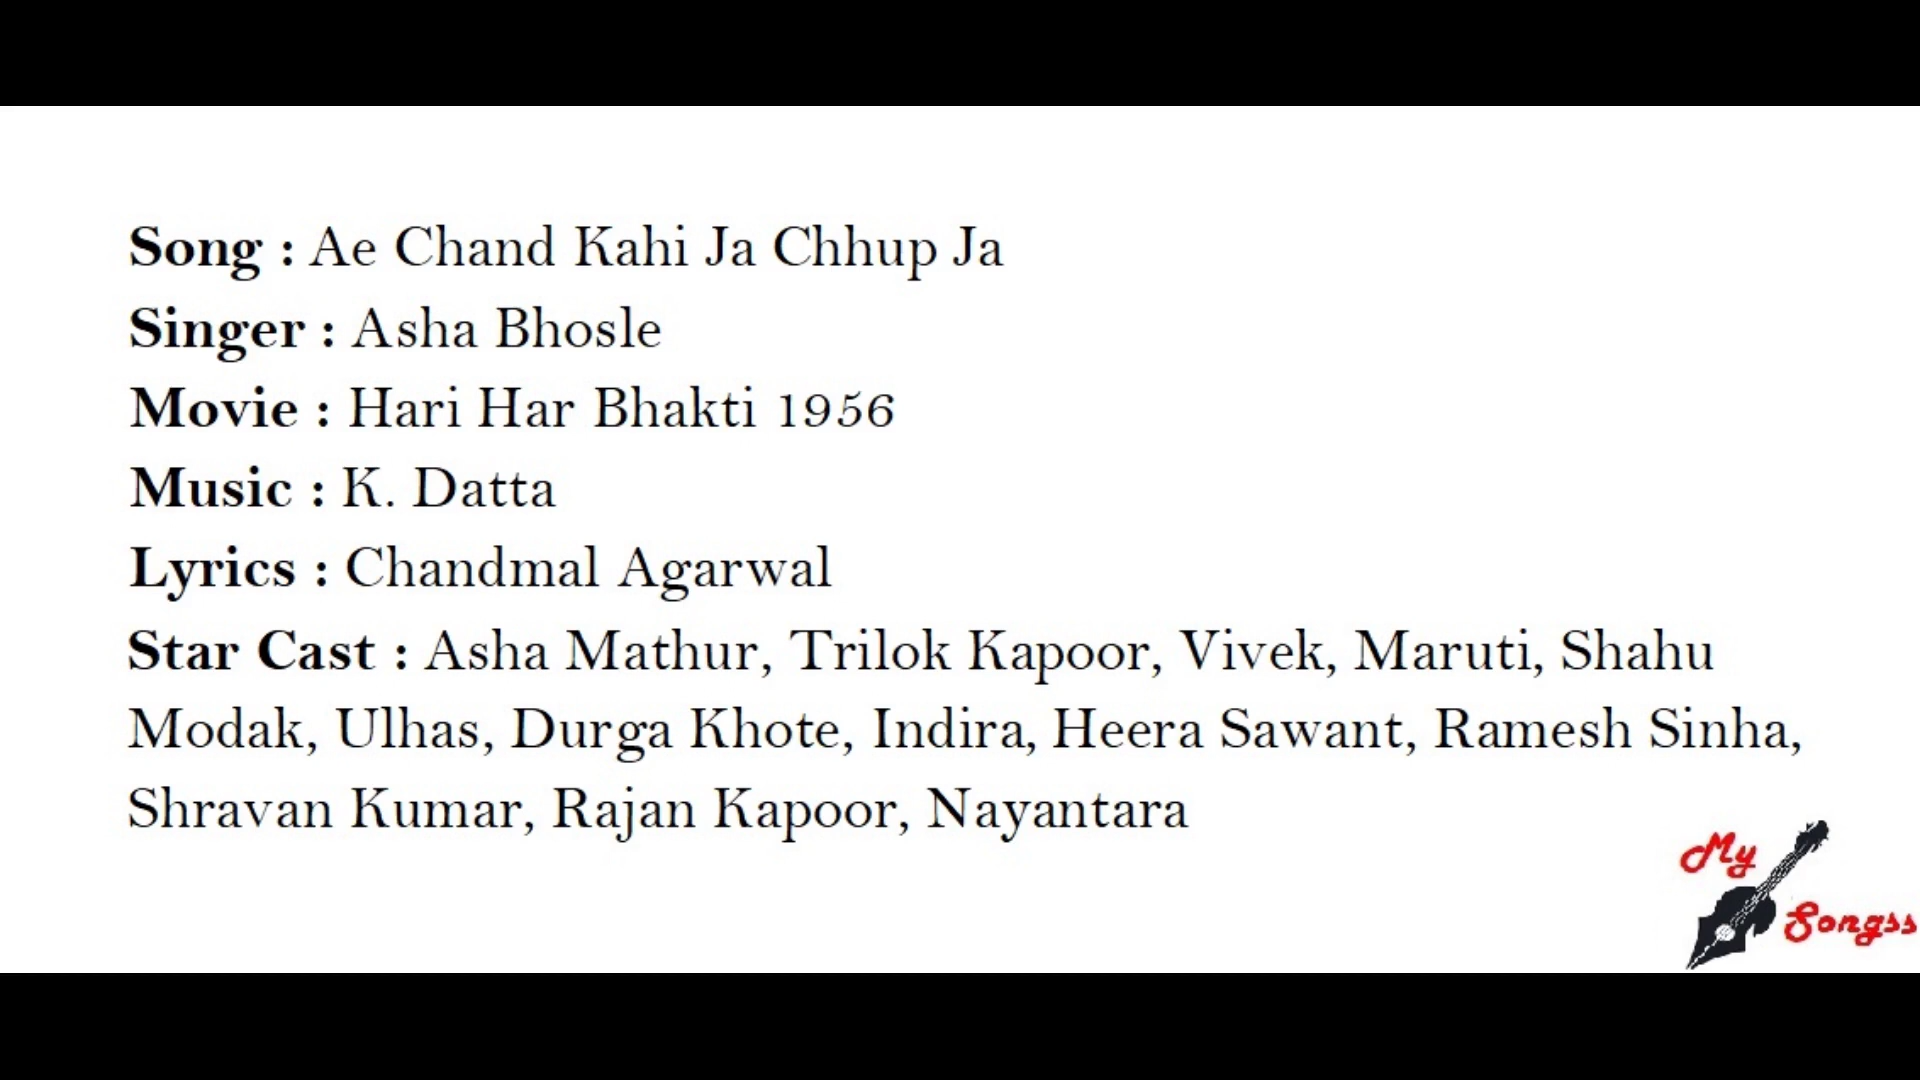 Song : Ae Chand Kahi Ja Chhup Ja
Singer : Asha Bhosle
Movie : Hari Har Bhakti 1956
Music : K. Datta
Lyrics : Chandmal Agarwal
Star Cast : Asha Mathur, Trilok Kapoor, Vivek, Maruti, Shahu
Modak, Ulhas, Durga Khote, Indira, Heera Sawant, Ramesh Sinha,
Shravan Kumar, Rajan Kapoor, Nayantara
My
Songss